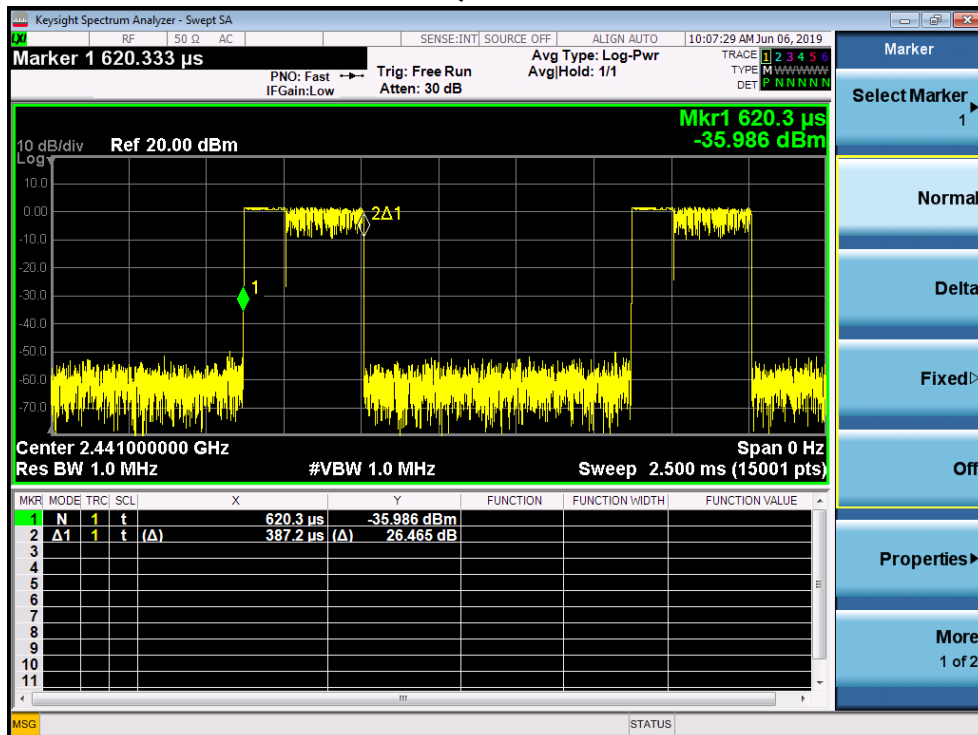 Keysight Spectrum Analyzer - Swept SA
LXI RF 50 Ω AC SENSE:INT SOURCE OFF ALIGN AUTO 10:07:29 AM Jun 06, 2019
Marker 1 620.333 µs
PNO: Fast
IFGain:Low
Trig: Free Run
Atten: 30 dB
Avg Type: Log-Pwr
Avg|Hold: 1/1
TRACE 1 2 3 4 5 6
TYPE M WWWWW
DET P N N N N N
Mkr1 620.3 µs
-35.986 dBm
10 dB/div Ref 20.00 dBm
Log
10.0
0.00
-10.0
-20.0
-30.0
-40.0
-50.0
-60.0
-70.0
1
2Δ1
Center 2.441000000 GHz Span 0 Hz
Res BW 1.0 MHz #VBW 1.0 MHz Sweep 2.500 ms (15001 pts)
MKR MODE TRC SCL X Y FUNCTION FUNCTION WIDTH FUNCTION VALUE
1 N 1 t 620.3 µs -35.986 dBm
2 Δ1 1 t (Δ) 387.2 µs (Δ) 26.465 dB
3
4
5
6
7
8
9
10
11
MSG STATUS
Marker
Select Marker
1
Normal
Delta
Fixed
Off
Properties
More
1 of 2